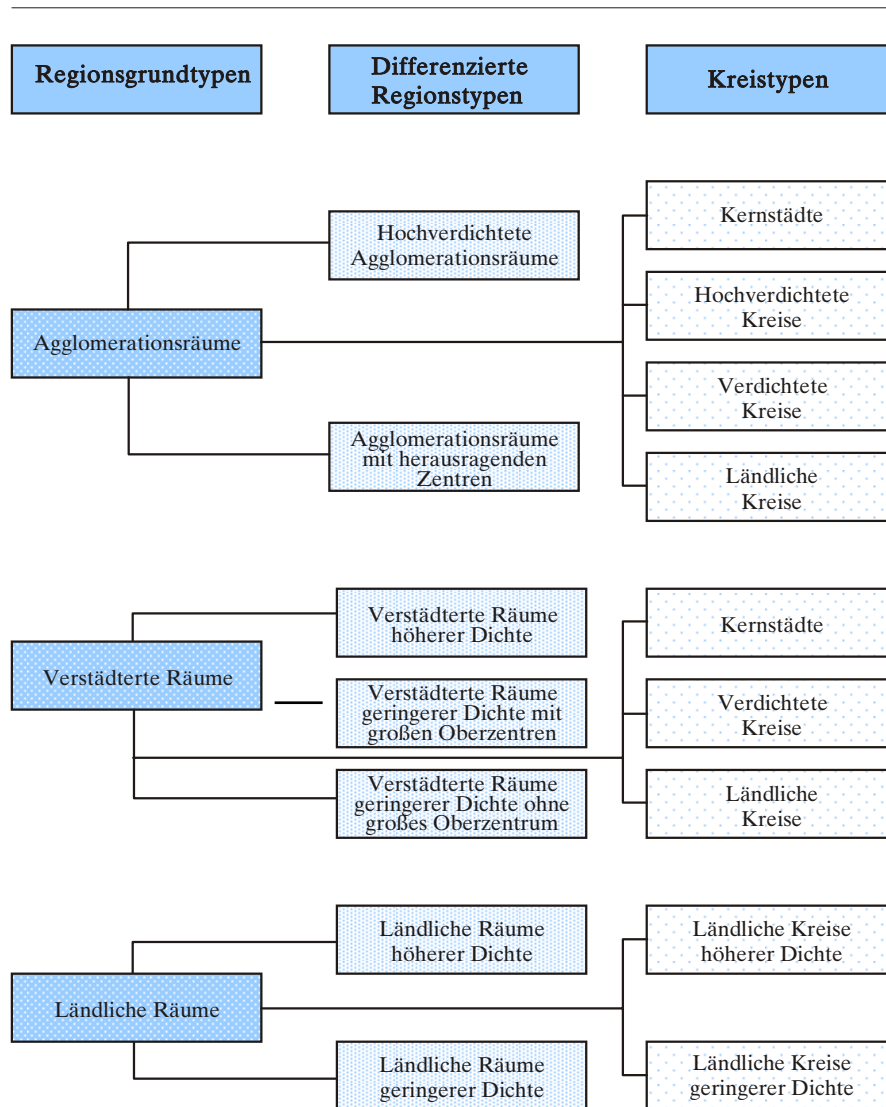 Regionsgrundtypen
Differenzierte
Regionstypen
Kreistypen
Hochverdichtete
Agglomerationsräume
Agglomerationsräume
Agglomerationsräume
mit herausragenden
Zentren
Kernstädte
Hochverdichtete
Kreise
Verdichtete
Kreise
Ländliche
Kreise
Verstädterte Räume
Verstädterte Räume
höherer Dichte
Verstädterte Räume
geringerer Dichte mit
großen Oberzentren
Verstädterte Räume
geringerer Dichte ohne
großes Oberzentrum
Kernstädte
Verdichtete
Kreise
Ländliche
Kreise
Ländliche Räume
Ländliche Räume
höherer Dichte
Ländliche Räume
geringerer Dichte
Ländliche Kreise
höherer Dichte
Ländliche Kreise
geringerer Dichte